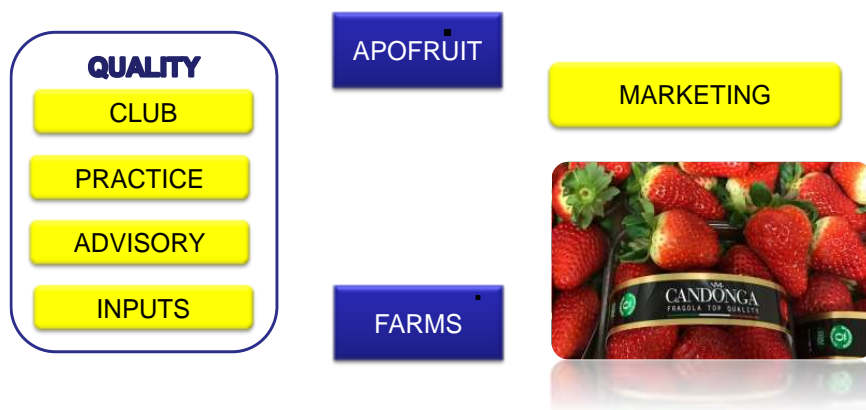 QUALITY
CLUB
PRACTICE
ADVISORY
INPUTS
APOFRUIT
FARMS
MARKETING
CANDONGA
FRAGOLA TOP QUALITY